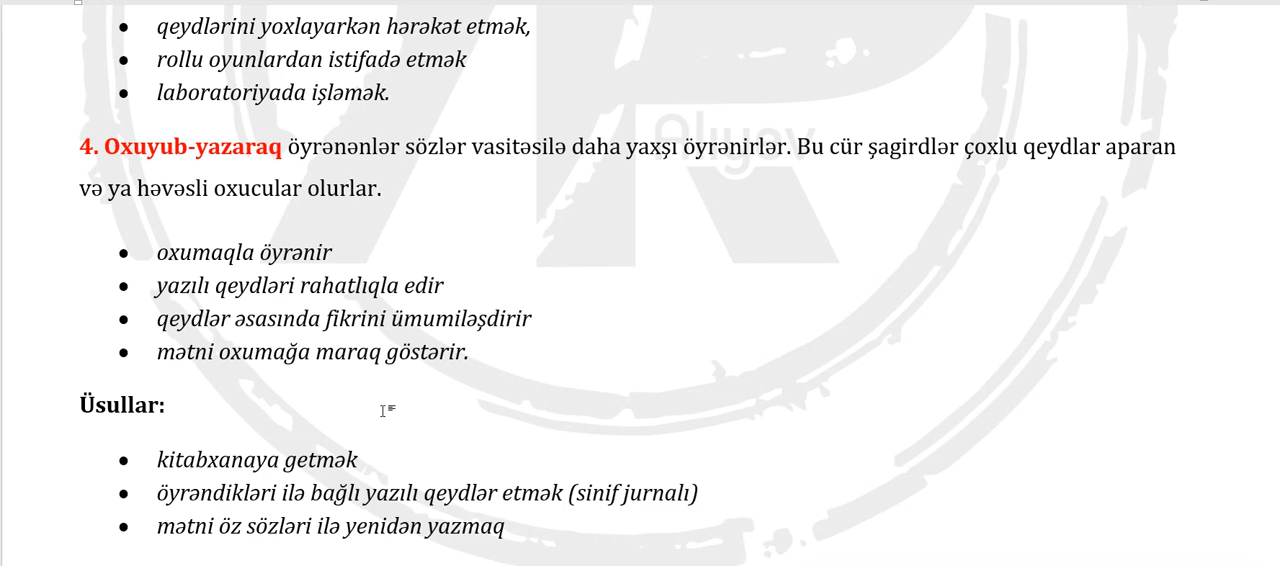 • qeydlərini yoxlayarkən hərəkət etmək,
• rollu oyunlardan istifadə etmək
• laboratoriyada işləmək.
4. Oxuyub-yazaraq öyrənənlər sözlər vasitəsilə daha yaxşı öyrənirlər. Bu cür şagirdlər çoxlu qeydlər aparan
və ya həvəsli oxucular olurlar.
Aliyev
• oxumaqla öyrənir
• yazılı qeydləri rahatlıqla edir
• qeydlər əsasında fikrini ümumiləşdirir
• mətni oxumağa maraq göstərir.
Üsullar:
• kitabxanaya getmək
• öyrəndikləri ilə bağlı yazılı qeydlər etmək (sinif jurnalı)
• mətni öz sözləri ilə yenidən yazmaq